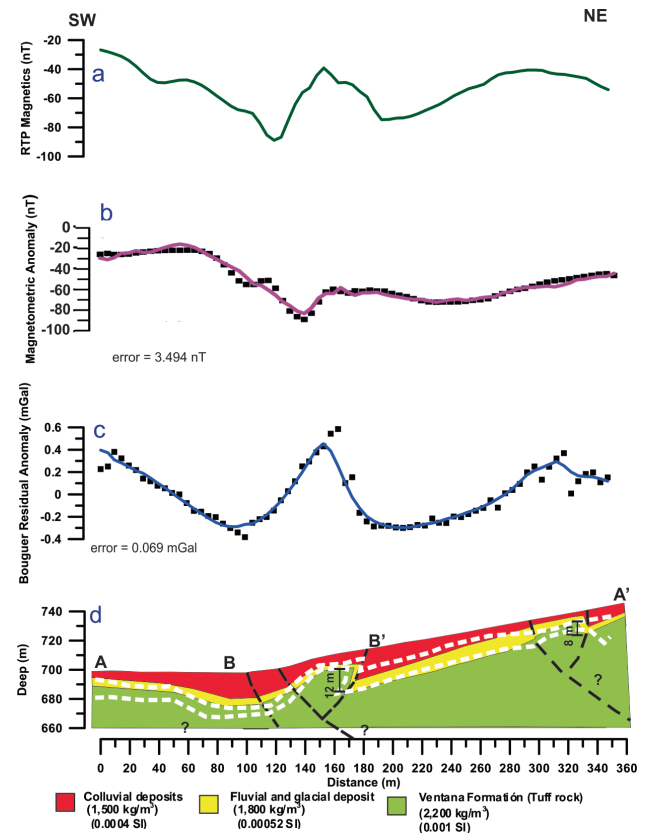 SW
NE
a
RTP Magnetics (nT)
-20
-40
-60
-80
-100
b
Magnetometric Anomaly (nT)
0
-20
-40
-60
-80
-100
error = 3.494 nT
c
Bouguer Residual Anomaly (mGal)
0.6
0.4
0.2
0
-0.2
-0.4
error = 0.069 mGal
d
A'
Deep (m)
740
720
700
680
660
A
B
B'
12 m
8 m
?
?
?
0 20 40 60 80 100 120 140 160 180 200 220 240 260 280 300 320 340 360
Distance (m)
Colluvial deposits
(1,500 kg/m³)
(0.0004 SI)
Fluvial and glacial deposit
(1,800 kg/m³)
(0.00052 SI)
Ventana Formatión (Tuff rock)
(2,200 kg/m³)
(0.001 SI)